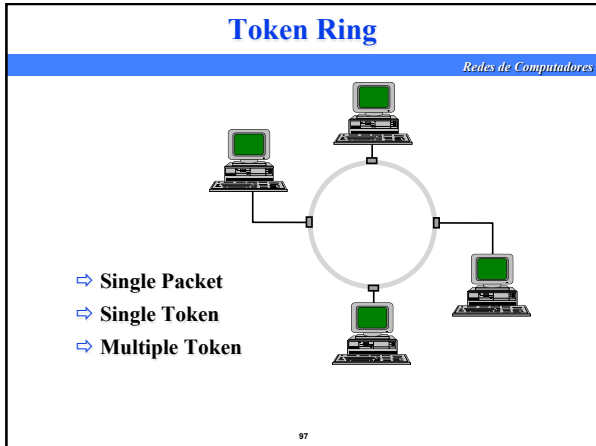 Token Ring
Redes de Computadores
⇨ Single Packet
⇨ Single Token
⇨ Multiple Token
97